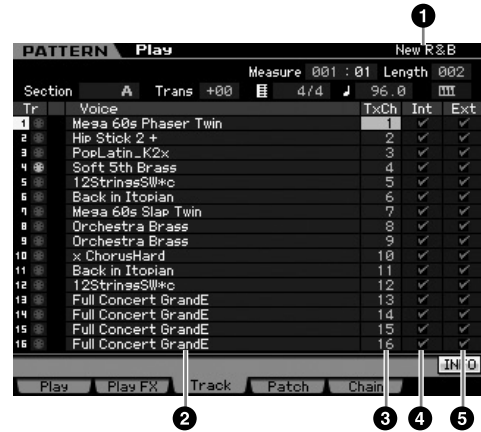 1
PATTERN Play New R&B
Measure 001 : 01 Length 002
Section A Trans +00 4/4 96.0
Tr Voice TxCh Int Ext
1 Mega 60s Phaser Twin 1
2 Hip Stick 2 + 2
3 PopLatin_K2x 3
4 Soft 5th Brass 4
5 12StringsSW*c 5
6 Back in Itopian 6
7 Mega 60s Slap Twin 7
8 Orchestra Brass 8
9 Orchestra Brass 9
10 x ChorusHard 10
11 Back in Itopian 11
12 12StringsSW*c 12
13 Full Concert GrandE 13
14 Full Concert GrandE 14
15 Full Concert GrandE 15
16 Full Concert GrandE 16
INFO
Play Play FX Track Patch Chain
2 3 4 5